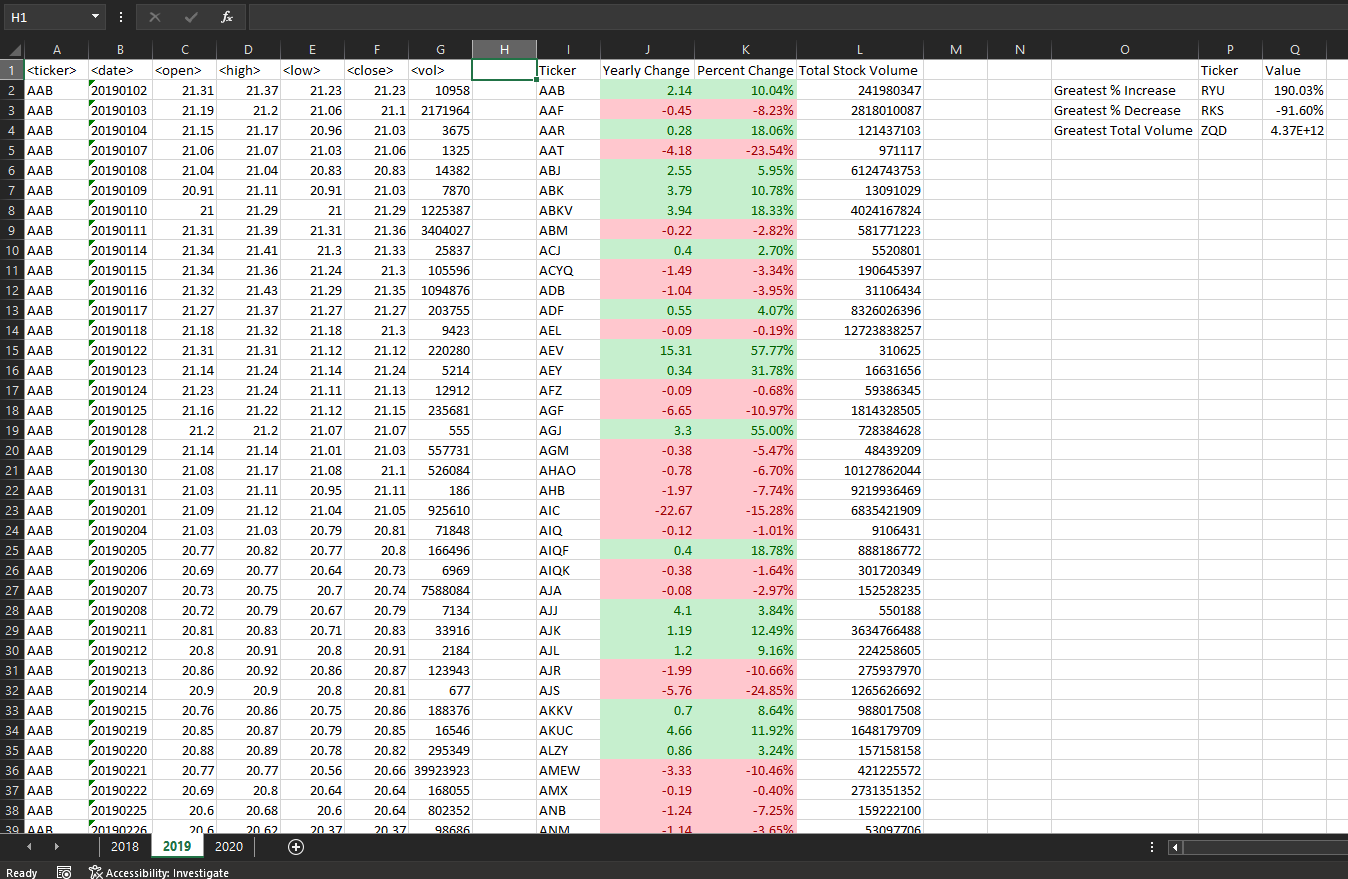 H1 fx
A B C D E F G H I J K L M N O P Q
1 <ticker> <date> <open> <high> <low> <close> <vol> Ticker Yearly Change Percent Change Total Stock Volume Ticker Value
2 AAB 20190102 21.31 21.37 21.23 21.23 10958 AAB 2.14 10.04% 241980347 Greatest % Increase RYU 190.03%
3 AAB 20190103 21.19 21.2 21.06 21.1 2171964 AAF -0.45 -8.23% 2818010087 Greatest % Decrease RKS -91.60%
4 AAB 20190104 21.15 21.17 20.96 21.03 3675 AAR 0.28 18.06% 121437103 Greatest Total Volume ZQD 4.37E+12
5 AAB 20190107 21.06 21.07 21.03 21.06 1325 AAT -4.18 -23.54% 971117
6 AAB 20190108 21.04 21.04 20.83 20.83 14382 ABJ 2.55 5.95% 6124743753
7 AAB 20190109 20.91 21.11 20.91 21.03 7870 ABK 3.79 10.78% 13091029
8 AAB 20190110 21 21.29 21 21.29 1225387 ABKV 3.94 18.33% 4024167824
9 AAB 20190111 21.31 21.39 21.31 21.36 3404027 ABM -0.22 -2.82% 581771223
10 AAB 20190114 21.34 21.41 21.3 21.33 25837 ACJ 0.4 2.70% 5520801
11 AAB 20190115 21.34 21.36 21.24 21.3 105596 ACYQ -1.49 -3.34% 190645397
12 AAB 20190116 21.32 21.43 21.29 21.35 1094876 ADB -1.04 -3.95% 31106434
13 AAB 20190117 21.27 21.37 21.27 21.27 203755 ADF 0.55 4.07% 8326026396
14 AAB 20190118 21.18 21.32 21.18 21.3 9423 AEL -0.09 -0.19% 12723838257
15 AAB 20190122 21.31 21.31 21.12 21.12 220280 AEV 15.31 57.77% 310625
16 AAB 20190123 21.14 21.24 21.14 21.24 5214 AEY 0.34 31.78% 16631656
17 AAB 20190124 21.23 21.24 21.11 21.13 12912 AFZ -0.09 -0.68% 59386345
18 AAB 20190125 21.16 21.22 21.12 21.15 235681 AGF -6.65 -10.97% 1814328505
19 AAB 20190128 21.2 21.2 21.07 21.07 555 AGJ 3.3 55.00% 728384628
20 AAB 20190129 21.14 21.14 21.01 21.03 557731 AGM -0.38 -5.47% 48439209
21 AAB 20190130 21.08 21.17 21.08 21.1 526084 AHAO -0.78 -6.70% 10127862044
22 AAB 20190131 21.03 21.11 20.95 21.11 186 AHB -1.97 -7.74% 9219936469
23 AAB 20190201 21.09 21.12 21.04 21.05 925610 AIC -22.67 -15.28% 6835421909
24 AAB 20190204 21.03 21.03 20.79 20.81 71848 AIQ -0.12 -1.01% 9106431
25 AAB 20190205 20.77 20.82 20.77 20.8 166496 AIQF 0.4 18.78% 888186772
26 AAB 20190206 20.69 20.77 20.64 20.73 6969 AIQK -0.38 -1.64% 301720349
27 AAB 20190207 20.73 20.75 20.7 20.74 7588084 AJA -0.08 -2.97% 152528235
28 AAB 20190208 20.72 20.79 20.67 20.79 7134 AJJ 4.1 3.84% 550188
29 AAB 20190211 20.81 20.83 20.71 20.83 33916 AJK 1.19 12.49% 3634766488
30 AAB 20190212 20.8 20.91 20.8 20.91 2184 AJL 1.2 9.16% 224258605
31 AAB 20190213 20.86 20.92 20.86 20.87 123943 AJR -1.99 -10.66% 275937970
32 AAB 20190214 20.9 20.9 20.8 20.81 677 AJS -5.76 -24.85% 1265626692
33 AAB 20190215 20.76 20.86 20.75 20.86 188376 AKKV 0.7 8.64% 988017508
34 AAB 20190219 20.85 20.87 20.79 20.85 16546 AKUC 4.66 11.92% 1648179709
35 AAB 20190220 20.88 20.89 20.78 20.82 295349 ALZY 0.86 3.24% 157158158
36 AAB 20190221 20.77 20.77 20.56 20.66 39923923 AMEW -3.33 -10.46% 421225572
37 AAB 20190222 20.69 20.8 20.64 20.64 168055 AMX -0.19 -0.40% 2731351352
38 AAB 20190225 20.6 20.68 20.6 20.64 802352 ANB -1.24 -7.25% 159222100
39 AAB 20190226 20.6 20.62 20.37 20.37 98686 ANM -1.14 -3.65% 53097706
2018 2019 2020
Ready Accessibility: Investigate